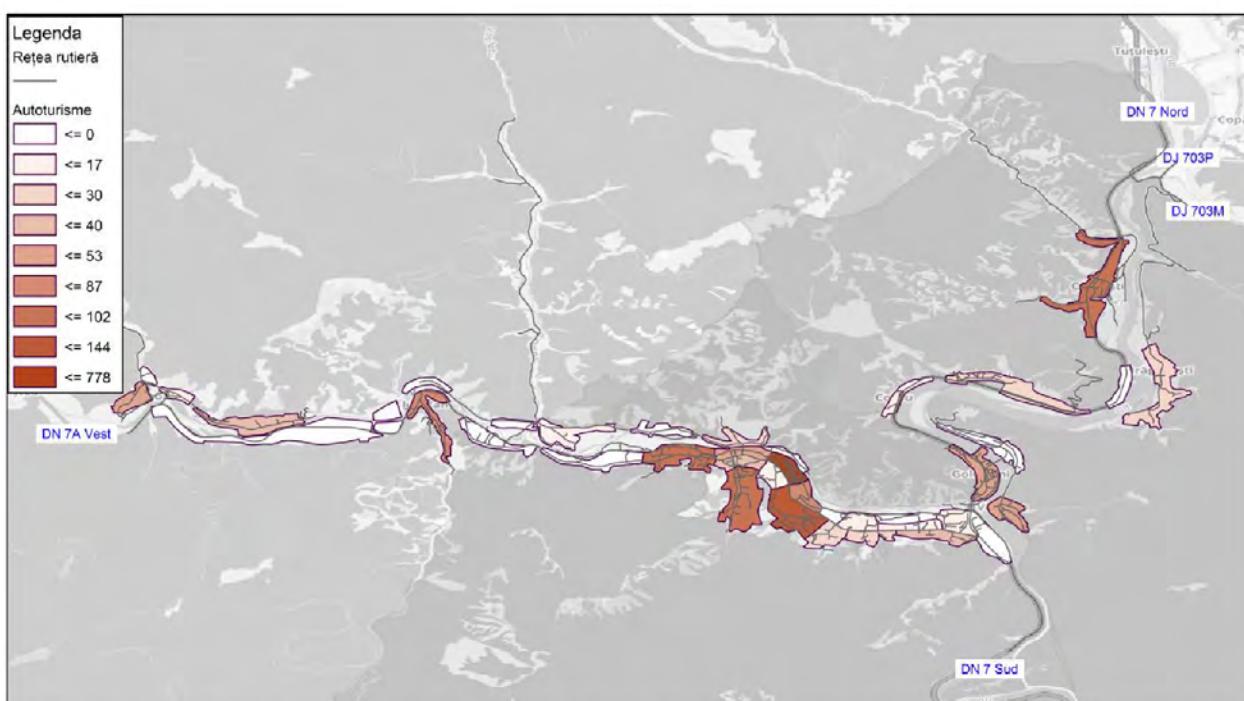 Legenda
Rețea rutieră
Autoturisme
<= 0
<= 17
<= 30
<= 40
<= 53
<= 87
<= 102
<= 144
<= 778
Tuțulești
DN 7 Nord
DJ 703P
DJ 703M
DN 7A Vest
DN 7 Sud